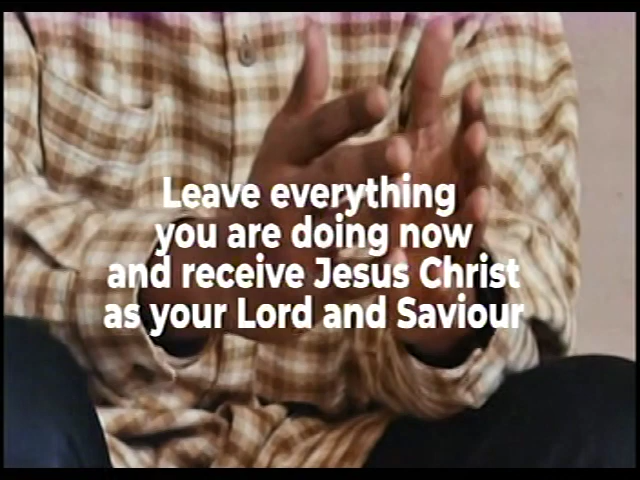 Leave everything
you are doing now
and receive Jesus Christ
as your Lord and Saviour